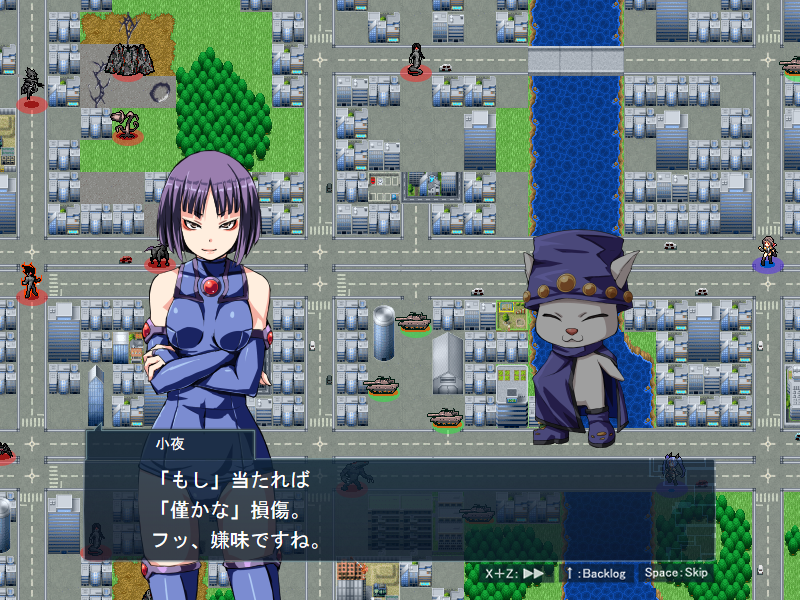 小夜
「もし」当たれば
「僅かな」損傷。
フッ、嫌味ですね。
X+Z: ▶▶
↑ :Backlog
Space:Skip